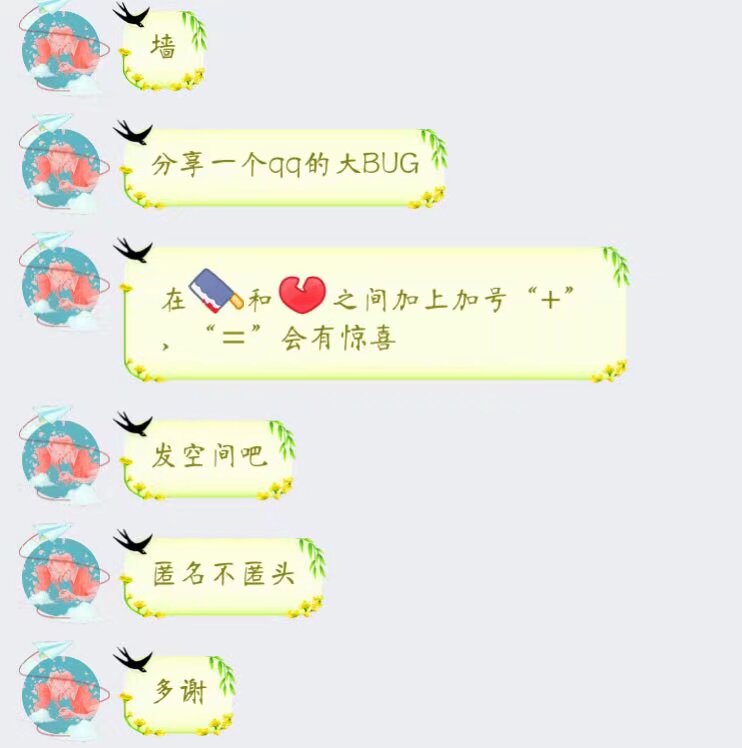 墙
分享一个qq的大BUG
在和之间加上加号“+”
，“=”会有惊喜
发空间吧
匿名不匿头
多谢